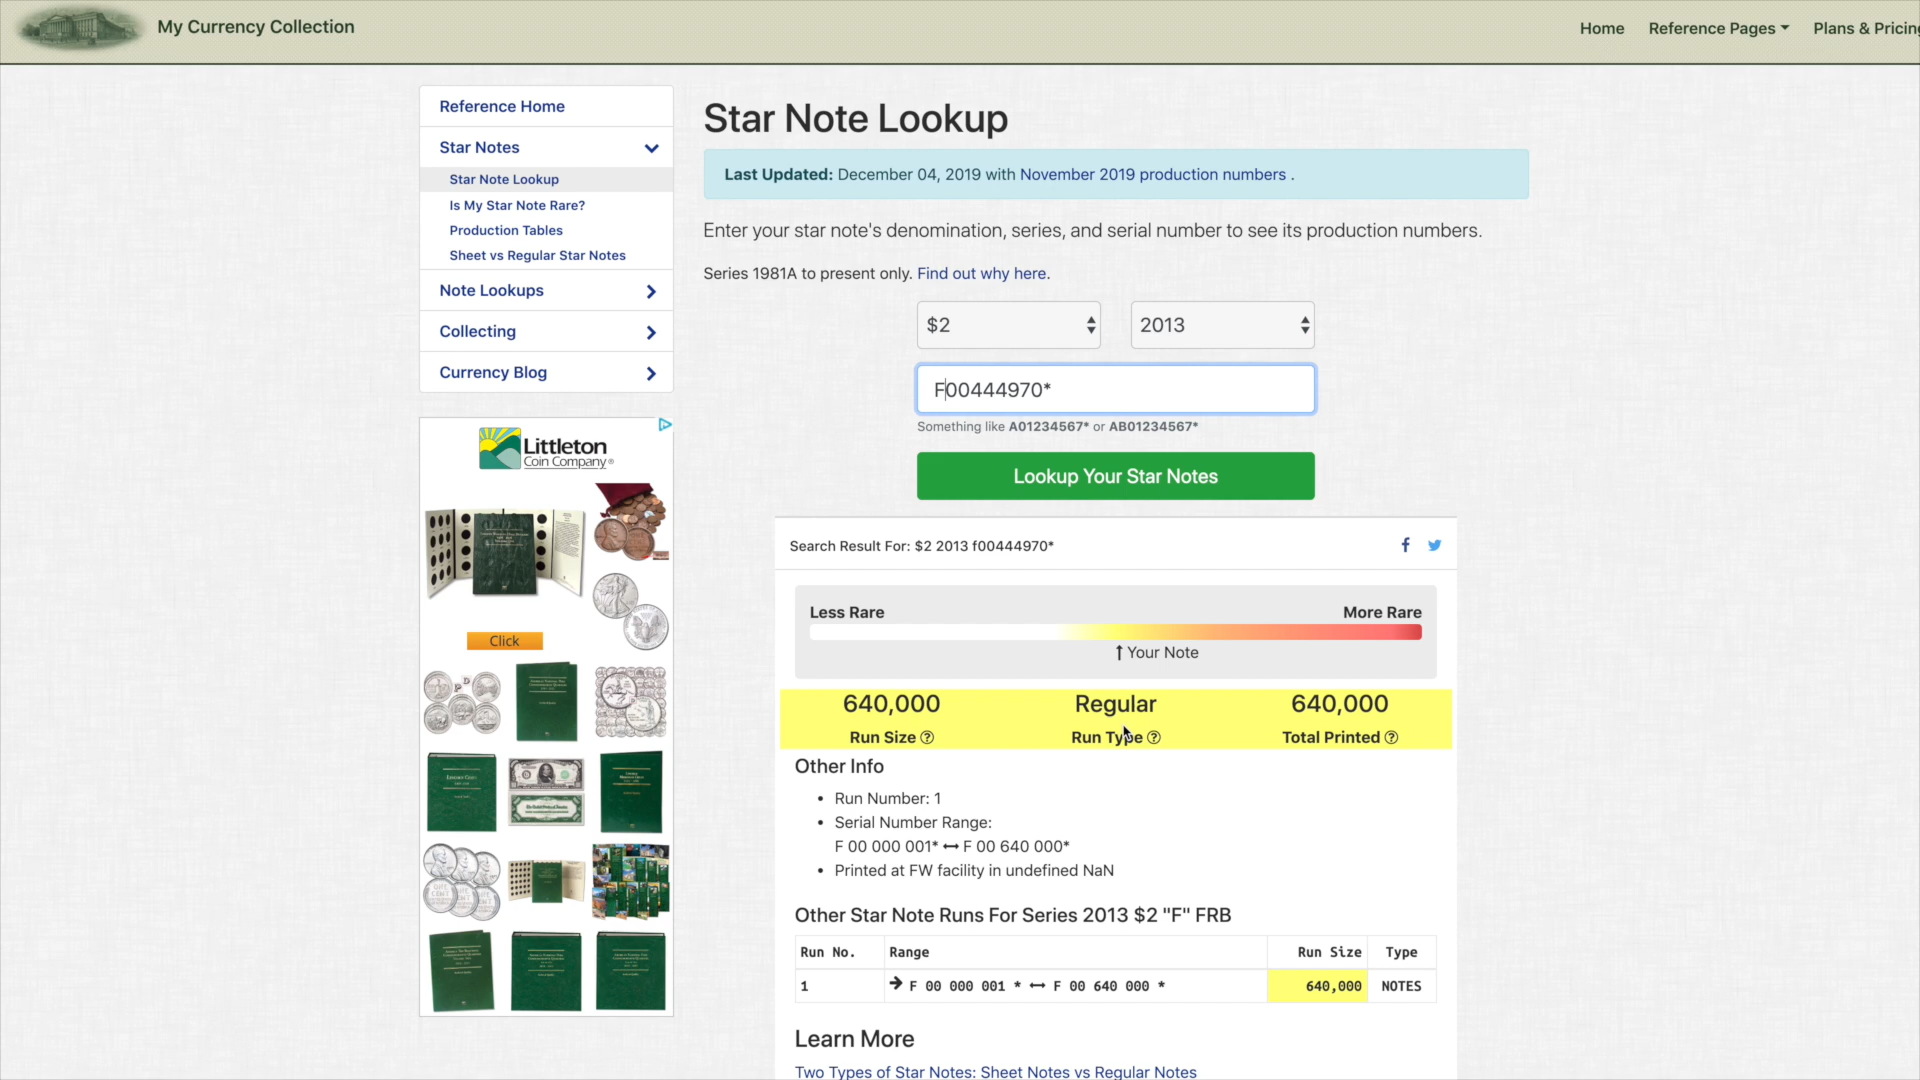 My Currency Collection
Home
Reference Pages
Plans & Pricing
Reference Home
Star Notes
Star Note Lookup
Is My Star Note Rare?
Production Tables
Sheet vs Regular Star Notes
Note Lookups
Collecting
Currency Blog
Littleton
Coin Company®
Click
Star Note Lookup
Last Updated: December 04, 2019 with November 2019 production numbers .
Enter your star note's denomination, series, and serial number to see its production numbers.
Series 1981A to present only. Find out why here.
$2
2013
F00444970*
Something like A01234567* or AB01234567*
Lookup Your Star Notes
Search Result For: $2 2013 f00444970*
Less Rare
More Rare
↑ Your Note
640,000
Regular
640,000
Run Size ?
Run Type ?
Total Printed ?
Other Info
• Run Number: 1
• Serial Number Range:
F 00 000 001* ↔ F 00 640 000*
• Printed at FW facility in undefined NaN
Other Star Note Runs For Series 2013 $2 "F" FRB
Run No. Range Run Size Type
1 → F 00 000 001 * ↔ F 00 640 000 * 640,000 NOTES
Learn More
Two Types of Star Notes: Sheet Notes vs Regular Notes